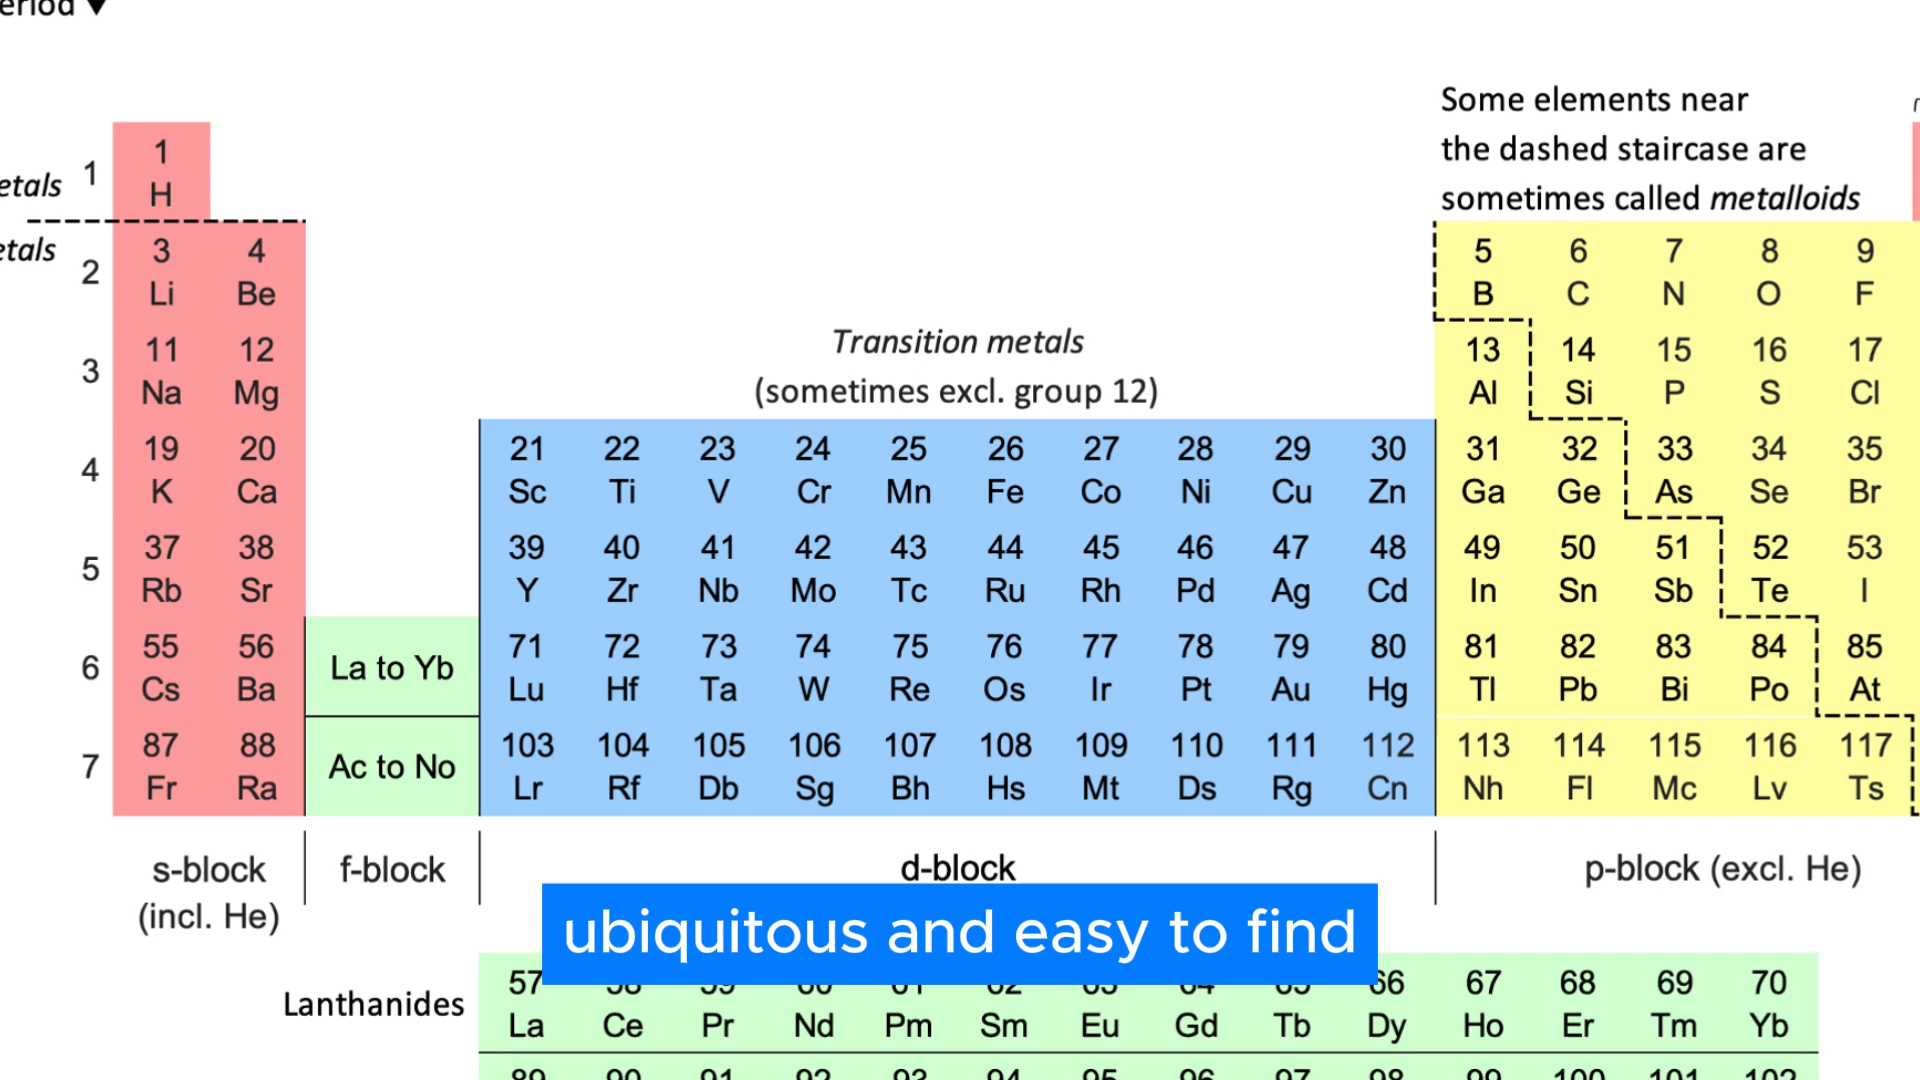 eriod ▼
Some elements near
the dashed staircase are
sometimes called metalloids
etals
etals
1
1
H
2
3 4 5 6 7 8 9
Li Be B C N O F
Transition metals
(sometimes excl. group 12)
3
11 12 13 14 15 16 17
Na Mg Al Si P S Cl
4
19 20 21 22 23 24 25 26 27 28 29 30 31 32 33 34 35
K Ca Sc Ti V Cr Mn Fe Co Ni Cu Zn Ga Ge As Se Br
5
37 38 39 40 41 42 43 44 45 46 47 48 49 50 51 52 53
Rb Sr Y Zr Nb Mo Tc Ru Rh Pd Ag Cd In Sn Sb Te I
6
55 56 La to Yb 71 72 73 74 75 76 77 78 79 80 81 82 83 84 85
Cs Ba Lu Hf Ta W Re Os Ir Pt Au Hg Tl Pb Bi Po At
7
87 88 Ac to No 103 104 105 106 107 108 109 110 111 112 113 114 115 116 117
Fr Ra Lr Rf Db Sg Bh Hs Mt Ds Rg Cn Nh Fl Mc Lv Ts
s-block f-block d-block p-block (excl. He)
(incl. He)
ubiquitous and easy to find
Lanthanides
57 66 67 68 69 70
La Ce Pr Nd Pm Sm Eu Gd Tb Dy Ho Er Tm Yb